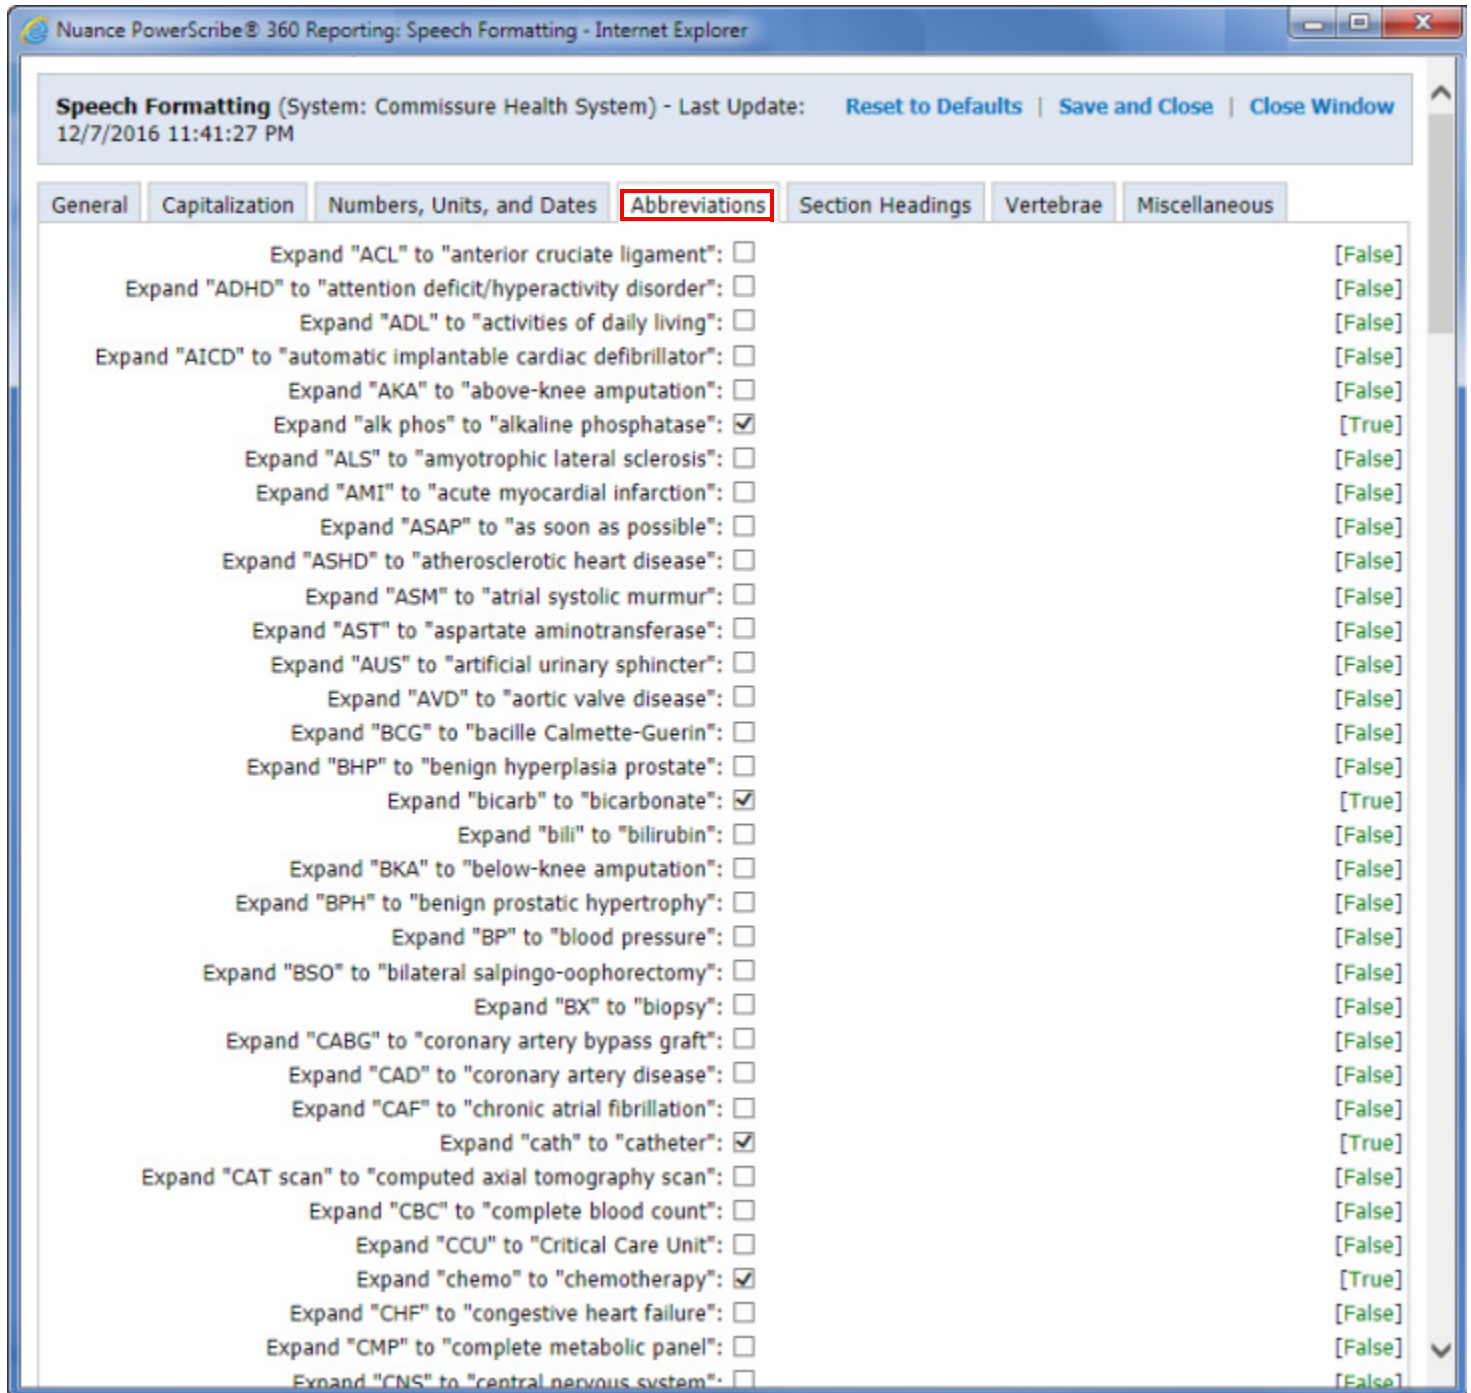 Nuance PowerScribe® 360 Reporting: Speech Formatting - Internet Explorer
Speech Formatting (System: Commissure Health System) - Last Update: Reset to Defaults | Save and Close | Close Window
12/7/2016 11:41:27 PM
General Capitalization Numbers, Units, and Dates Abbreviations Section Headings Vertebrae Miscellaneous
Expand "ACL" to "anterior cruciate ligament": [False]
Expand "ADHD" to "attention deficit/hyperactivity disorder": [False]
Expand "ADL" to "activities of daily living": [False]
Expand "AICD" to "automatic implantable cardiac defibrillator": [False]
Expand "AKA" to "above-knee amputation": [False]
Expand "alk phos" to "alkaline phosphatase": [True]
Expand "ALS" to "amyotrophic lateral sclerosis": [False]
Expand "AMI" to "acute myocardial infarction": [False]
Expand "ASAP" to "as soon as possible": [False]
Expand "ASHD" to "atherosclerotic heart disease": [False]
Expand "ASM" to "atrial systolic murmur": [False]
Expand "AST" to "aspartate aminotransferase": [False]
Expand "AUS" to "artificial urinary sphincter": [False]
Expand "AVD" to "aortic valve disease": [False]
Expand "BCG" to "bacille Calmette-Guerin": [False]
Expand "BHP" to "benign hyperplasia prostate": [False]
Expand "bicarb" to "bicarbonate": [True]
Expand "bili" to "bilirubin": [False]
Expand "BKA" to "below-knee amputation": [False]
Expand "BPH" to "benign prostatic hypertrophy": [False]
Expand "BP" to "blood pressure": [False]
Expand "BSO" to "bilateral salpingo-oophorectomy": [False]
Expand "BX" to "biopsy": [False]
Expand "CABG" to "coronary artery bypass graft": [False]
Expand "CAD" to "coronary artery disease": [False]
Expand "CAF" to "chronic atrial fibrillation": [False]
Expand "cath" to "catheter": [True]
Expand "CAT scan" to "computed axial tomography scan": [False]
Expand "CBC" to "complete blood count": [False]
Expand "CCU" to "Critical Care Unit": [False]
Expand "chemo" to "chemotherapy": [True]
Expand "CHF" to "congestive heart failure": [False]
Expand "CMP" to "complete metabolic panel": [False]
Expand "CNS" to "central nervous system": [False]